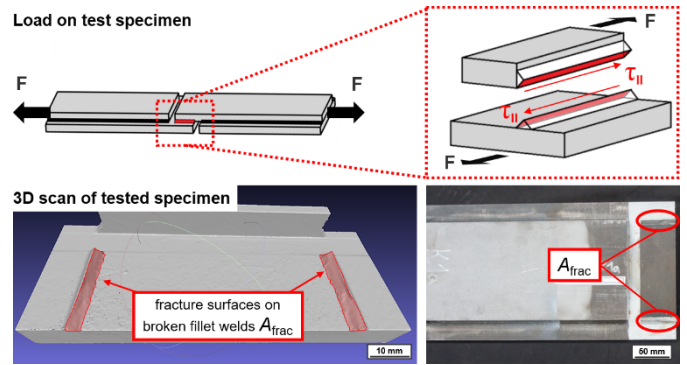 Load on test specimen
F
F
F
τII
τII
F
3D scan of tested specimen
fracture surfaces on
broken fillet welds Afrac
10 mm
Afrac
50 mm